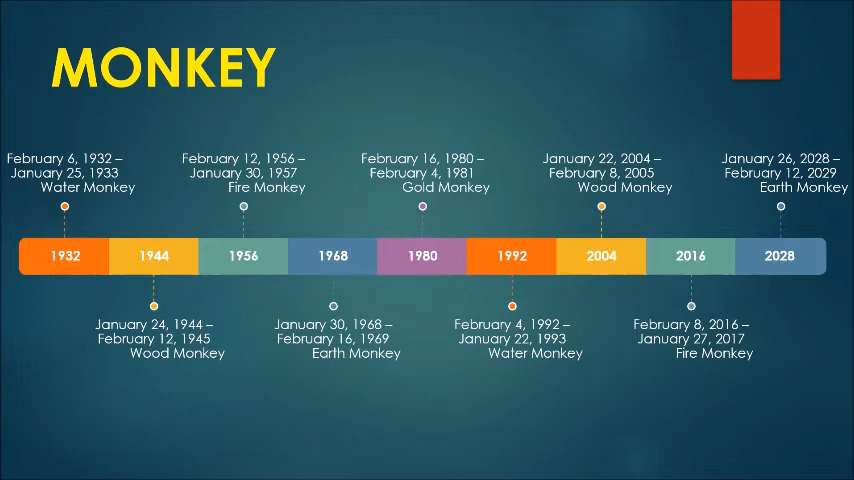 MONKEY
February 6, 1932 –
January 25, 1933
Water Monkey
February 12, 1956 –
January 30, 1957
Fire Monkey
February 16, 1980 –
February 4, 1981
Gold Monkey
January 22, 2004 –
February 8, 2005
Wood Monkey
January 26, 2028 –
February 12, 2029
Earth Monkey
1932
1944
1956
1968
1980
1992
2004
2016
2028
January 24, 1944 –
February 12, 1945
Wood Monkey
January 30, 1968 –
February 16, 1969
Earth Monkey
February 4, 1992 –
January 22, 1993
Water Monkey
February 8, 2016 –
January 27, 2017
Fire Monkey